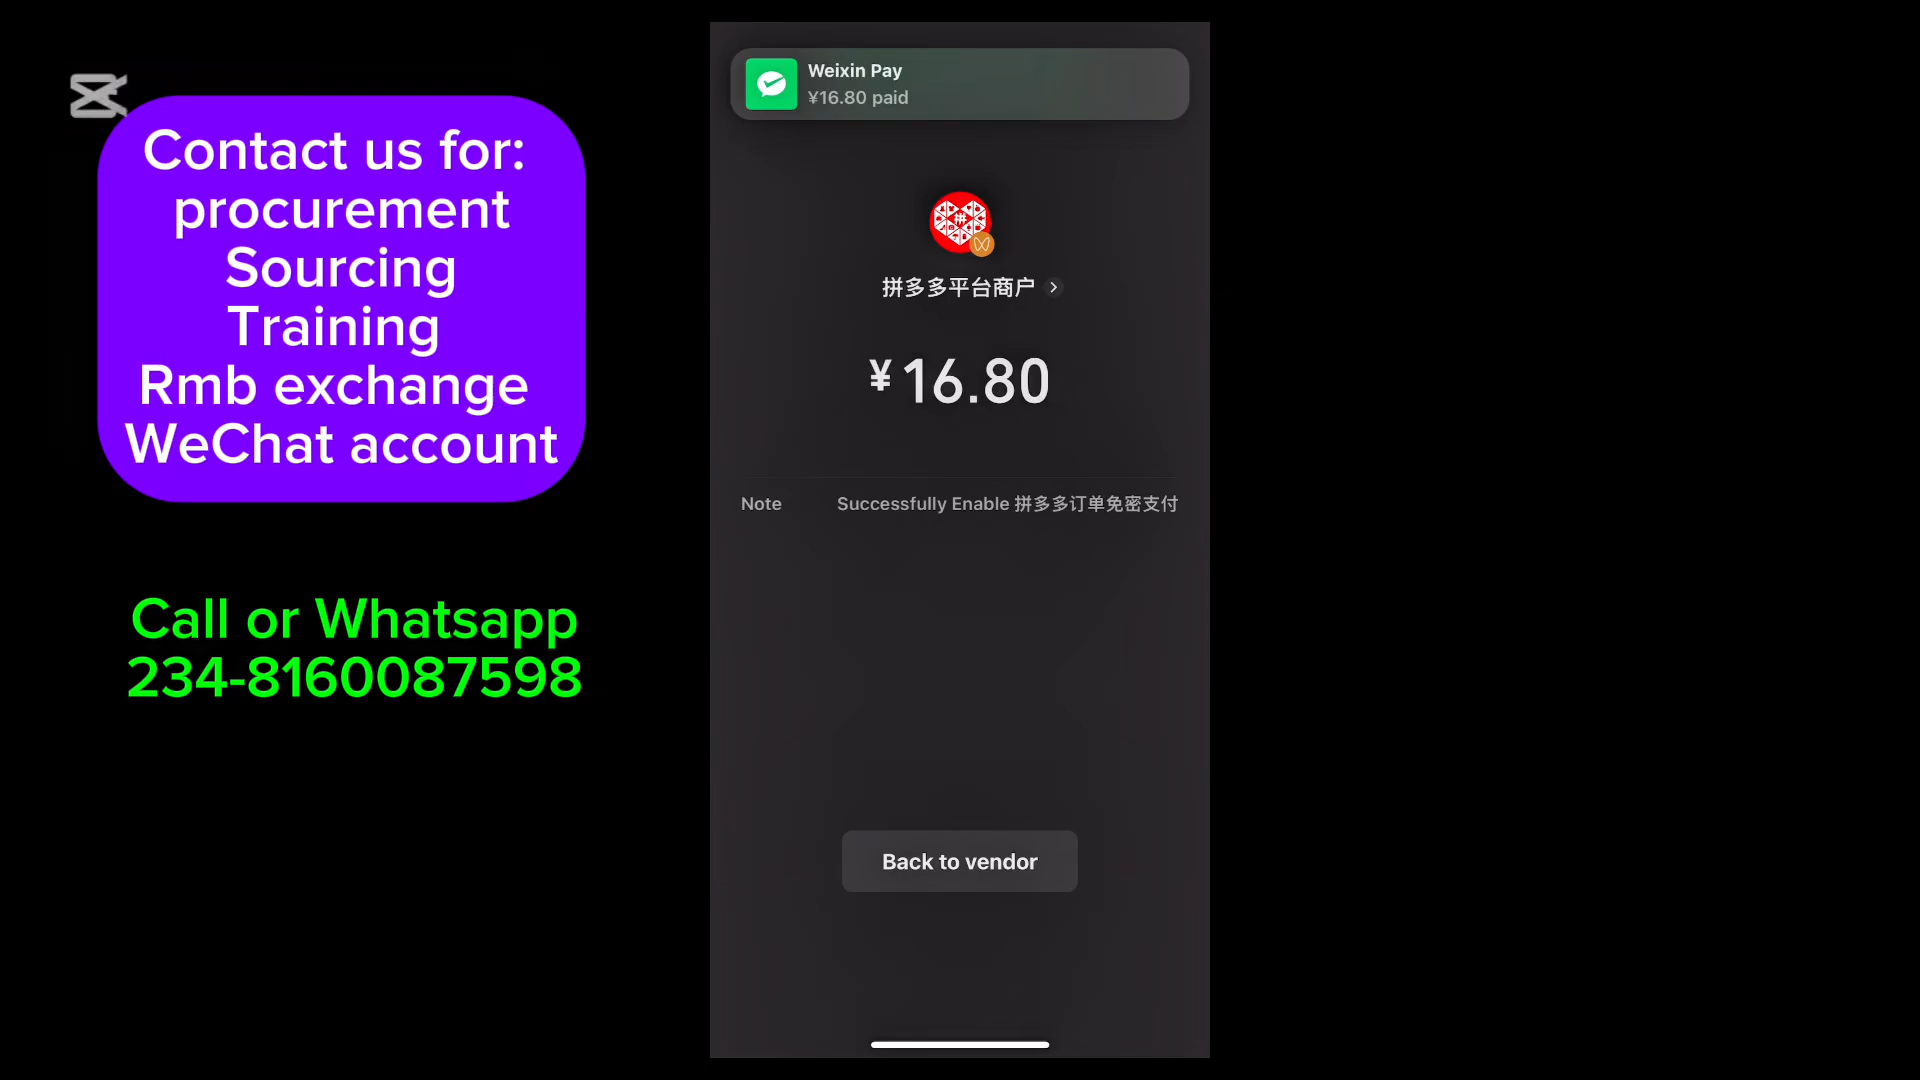 Contact us for:
procurement
Sourcing
Training
Rmb exchange
WeChat account
Call or Whatsapp
234-8160087598
Weixin Pay
¥16.80 paid
拼
拼多多平台商户
¥16.80
Note Successfully Enable 拼多多订单免密支付
Back to vendor